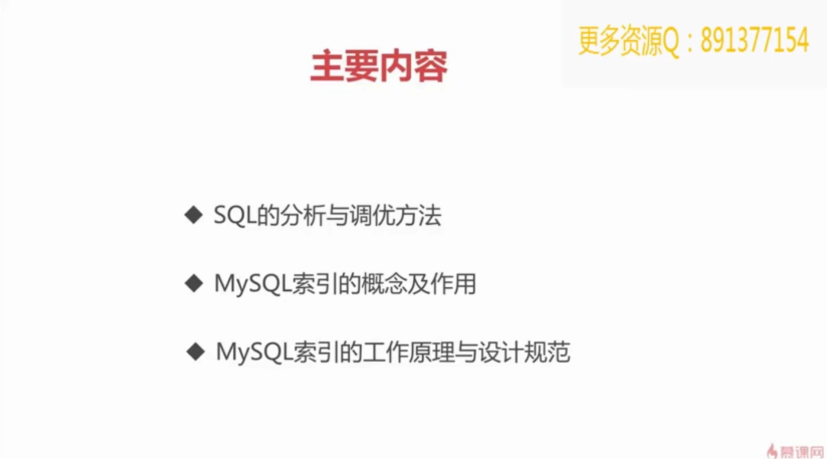 更多资源Q：891377154
主要内容
◆ SQL的分析与调优方法
◆ MySQL索引的概念及作用
◆ MySQL索引的工作原理与设计规范
慕课网